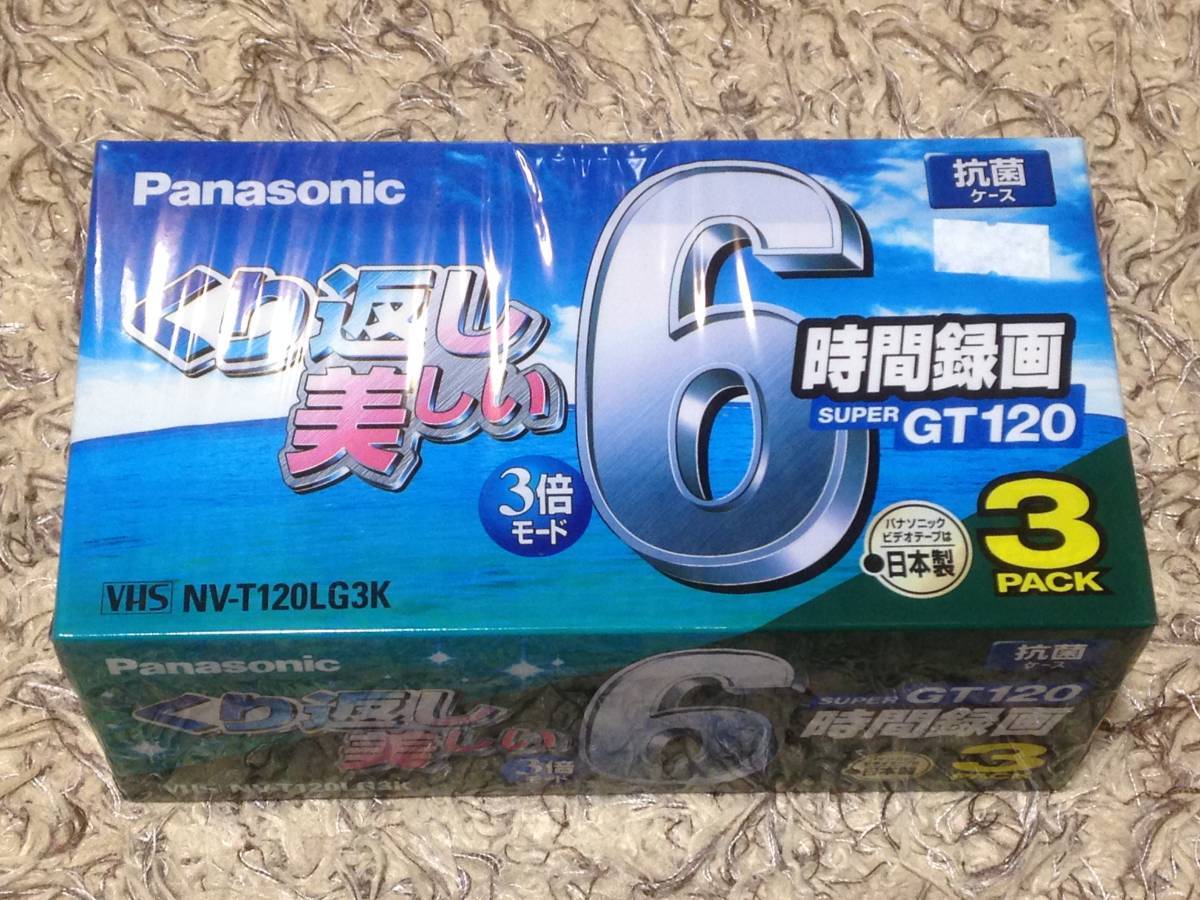 Panasonic
抗菌
ケース
くり返し
美しい
6
時間録画
SUPER GT120
3倍
モード
パナソニック
ビデオテープは
日本製
3
PACK
VHS NV-T120LG3K
Panasonic
抗菌
ケース
くり返し
美しい
6
SUPER GT120
時間録画
3倍
3
VHS NV-T120LG3K